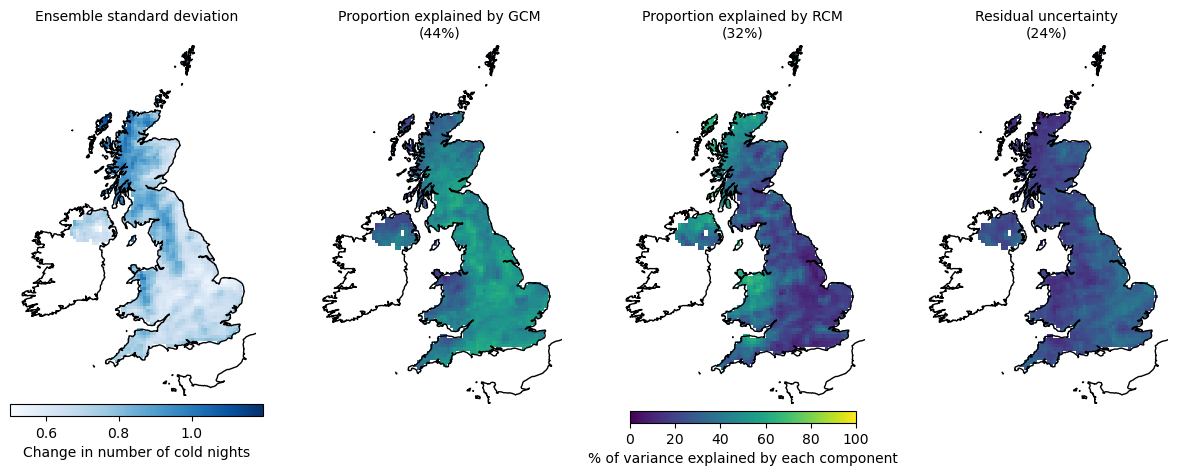 Ensemble standard deviation
Proportion explained by GCM
(44%)
Proportion explained by RCM
(32%)
Residual uncertainty
(24%)
0.6 0.8 1.0
Change in number of cold nights
0 20 40 60 80 100
% of variance explained by each component